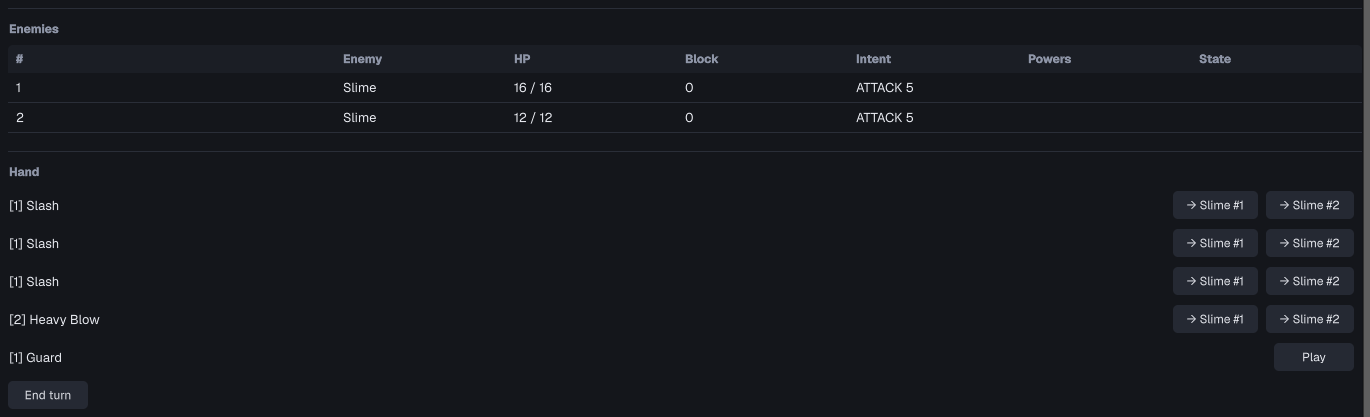 Enemies
# Enemy HP Block Intent Powers State
1 Slime 16 / 16 0 ATTACK 5
2 Slime 12 / 12 0 ATTACK 5
Hand
[1] Slash → Slime #1 → Slime #2
[1] Slash → Slime #1 → Slime #2
[1] Slash → Slime #1 → Slime #2
[2] Heavy Blow → Slime #1 → Slime #2
[1] Guard Play
End turn